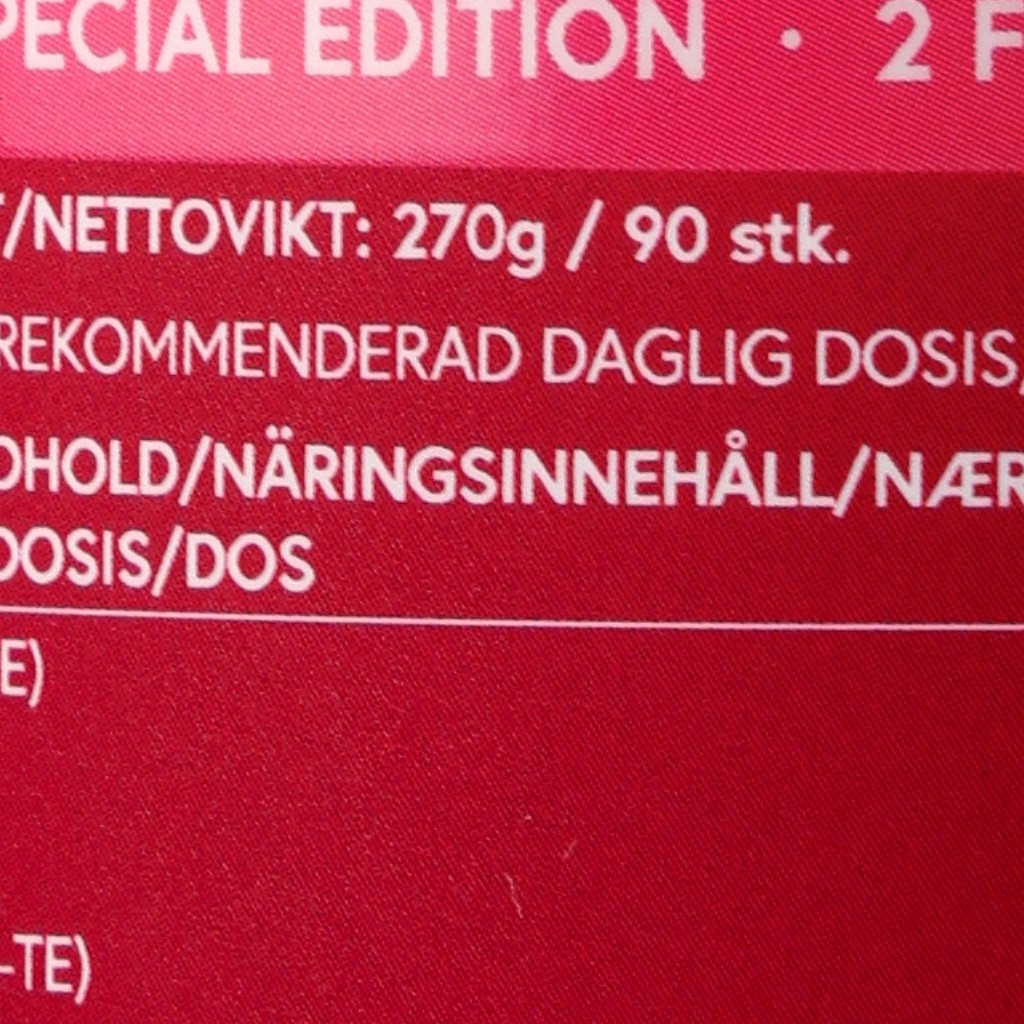 PECIAL EDITION · 2 F
/NETTOVIKT: 270g / 90 stk.
REKOMMENDERAD DAGLIG DOSIS,
DHOLD/NÄRINGSINNEHÅLL/NÆR
DOSIS/DOS
E)
-TE)